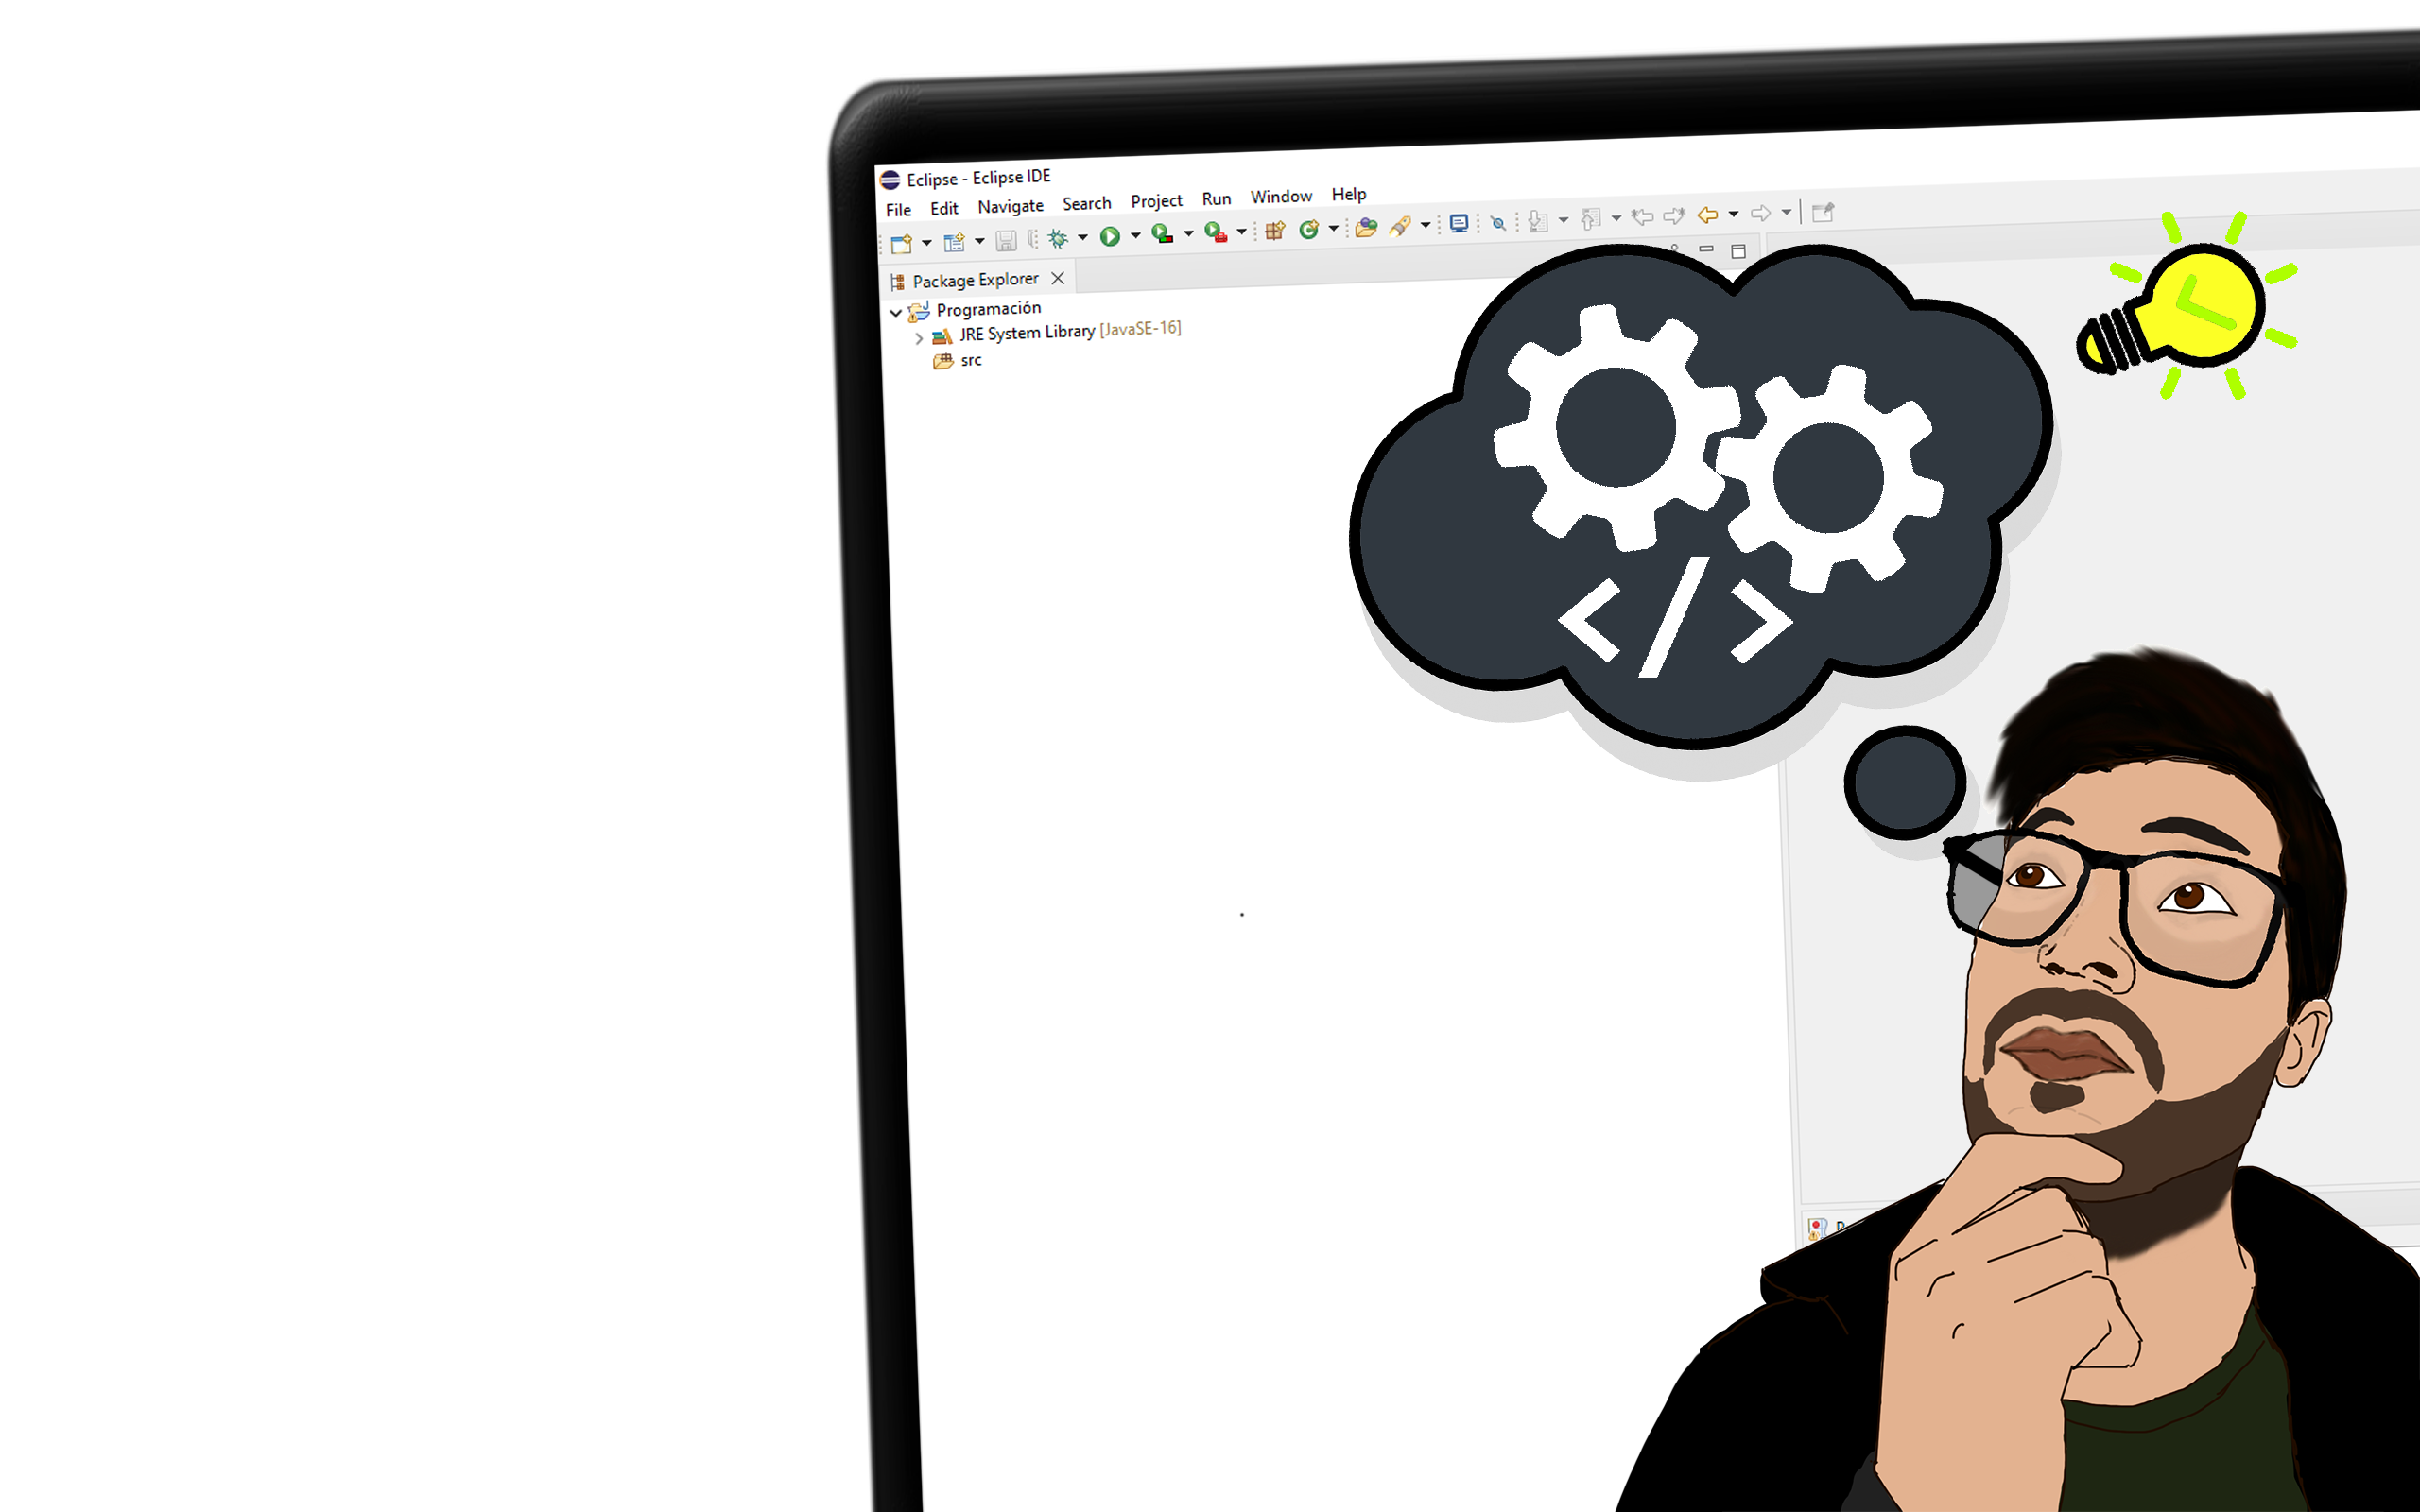 Eclipse - Eclipse IDE
File Edit Navigate Search Project Run Window Help
Package Explorer
Programación
JRE System Library [JavaSE-16]
src
</>